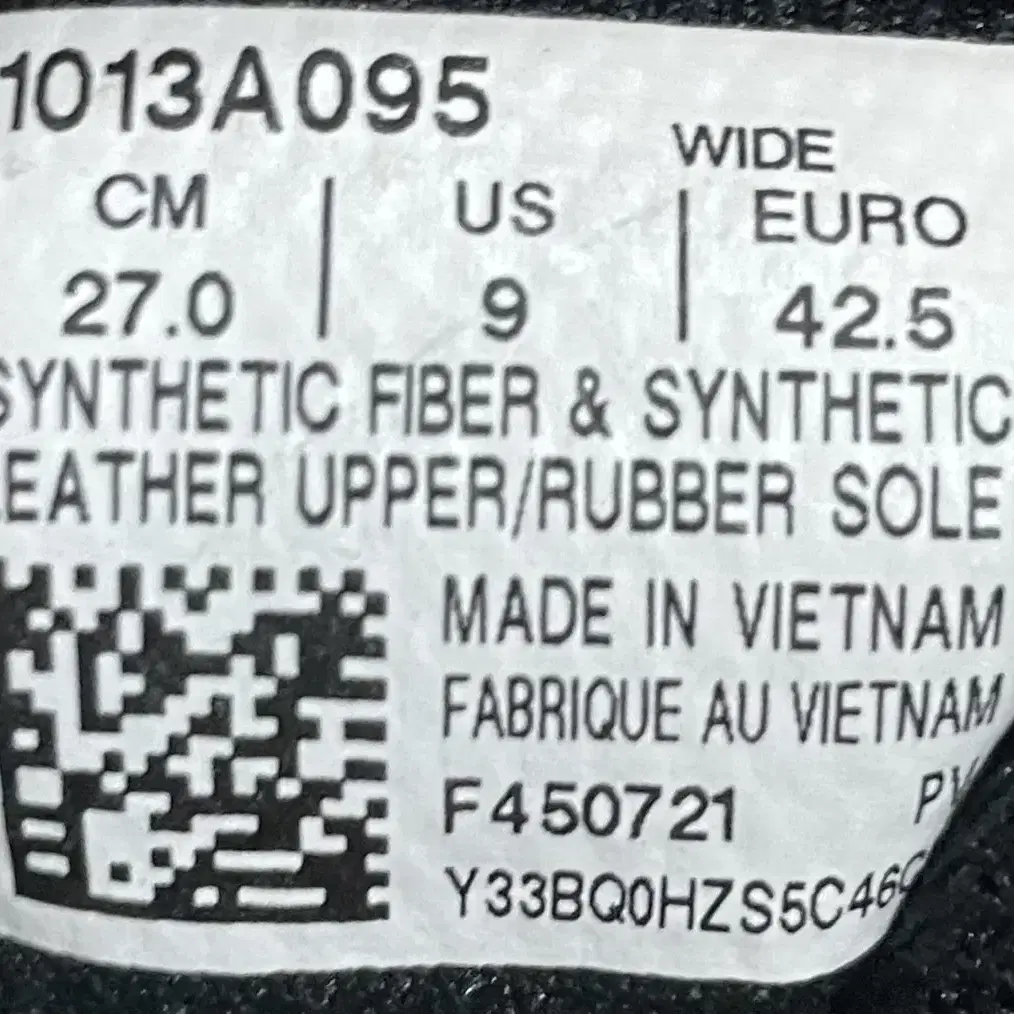 1013A095
WIDE
CM | US | EURO
27.0 | 9 | 42.5
SYNTHETIC FIBER & SYNTHETIC
LEATHER UPPER/RUBBER SOLE
MADE IN VIETNAM
FABRIQUE AU VIETNAM
F450721
Y33BQ0HZS5C46